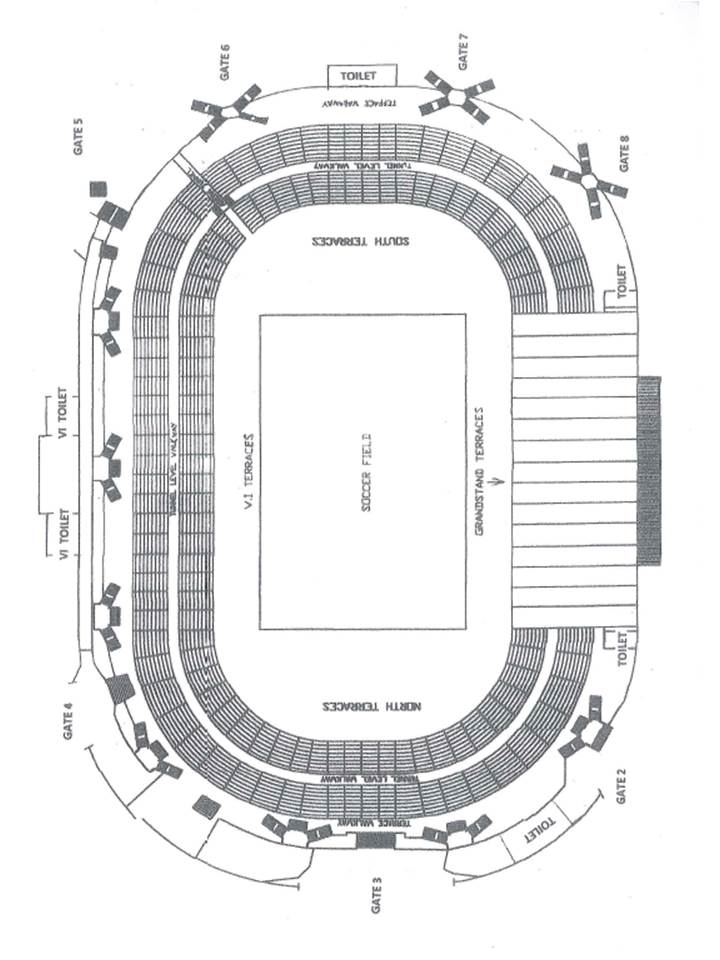 GATE 6
GATE 7
TOILET
TERRACE WALKWAY
GATE 5
GATE 8
TUNNEL LEVEL WALKWAY
SOUTH TERRACES
TOILET
VI TOILET
TUNNEL LEVEL WALKWAY
V.I TERRACES
SOCCER FIELD
GRANDSTAND TERRACES
VI TOILET
TOILET
NORTH TERRACES
GATE 4
TUNNEL LEVEL WALKWAY
GATE 2
TERRACE WALKWAY
TOILET
GATE 3